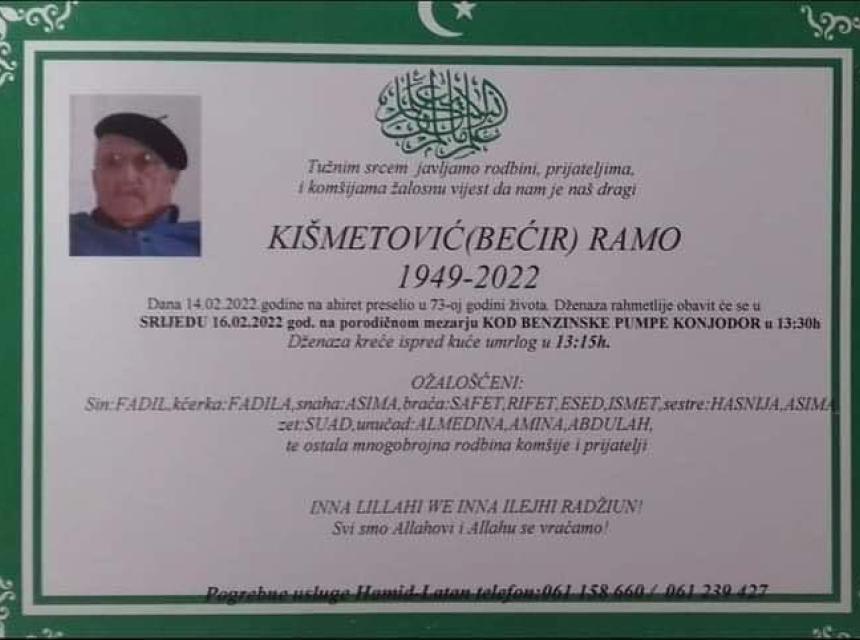 Tužnim srcem javljamo rodbini, prijateljima,
i komšijama žalosnu vijest da nam je naš dragi
KIŠMETOVIĆ(BEĆIR) RAMO
1949-2022
Dana 14.02.2022.godine na ahiret preselio u 73-oj godini života. Dženaza rahmetlije obavit će se u
SRIJEDU 16.02.2022 god. na porodičnom mezarju KOD BENZINSKE PUMPE KONJODOR u 13:30h
Dženaza kreće ispred kuće umrlog u 13:15h.
OŽALOŠĆENI:
Sin:FADIL,kćerka:FADILA,snaha:ASIMA,braća:SAFET,RIFET,ESED,ISMET,sestre:HASNIJA,ASIMA
zet:SUAD,unučad:ALMEDINA,AMINA,ABDULAH,
te ostala mnogobrojna rodbina komšije i prijatelji
INNA LILLAHI WE INNA ILEJHI RADŽIUN!
Svi smo Allahovi i Allahu se vraćamo!
Pogrebne usluge Hamid-Latan telefon:061 158 660 / 061 239 427